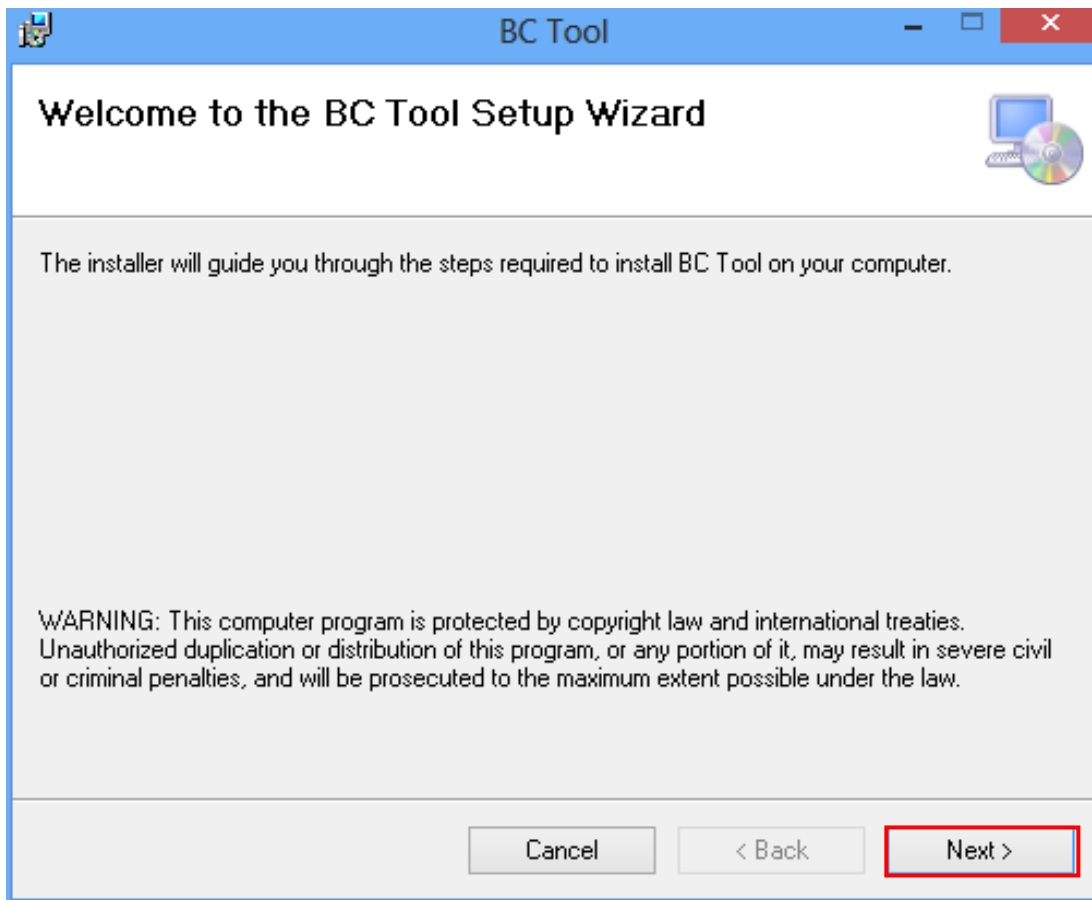 BC Tool
Welcome to the BC Tool Setup Wizard
The installer will guide you through the steps required to install BC Tool on your computer.
WARNING: This computer program is protected by copyright law and international treaties.
Unauthorized duplication or distribution of this program, or any portion of it, may result in severe civil
or criminal penalties, and will be prosecuted to the maximum extent possible under the law.
Cancel
< Back
Next >